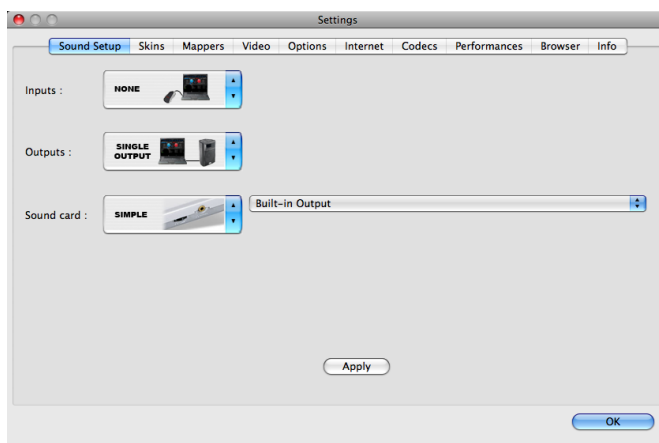 Settings
Sound Setup Skins Mappers Video Options Internet Codecs Performances Browser Info
Inputs : NONE
Outputs : SINGLE OUTPUT
Sound card : SIMPLE Built-in Output
Apply
OK